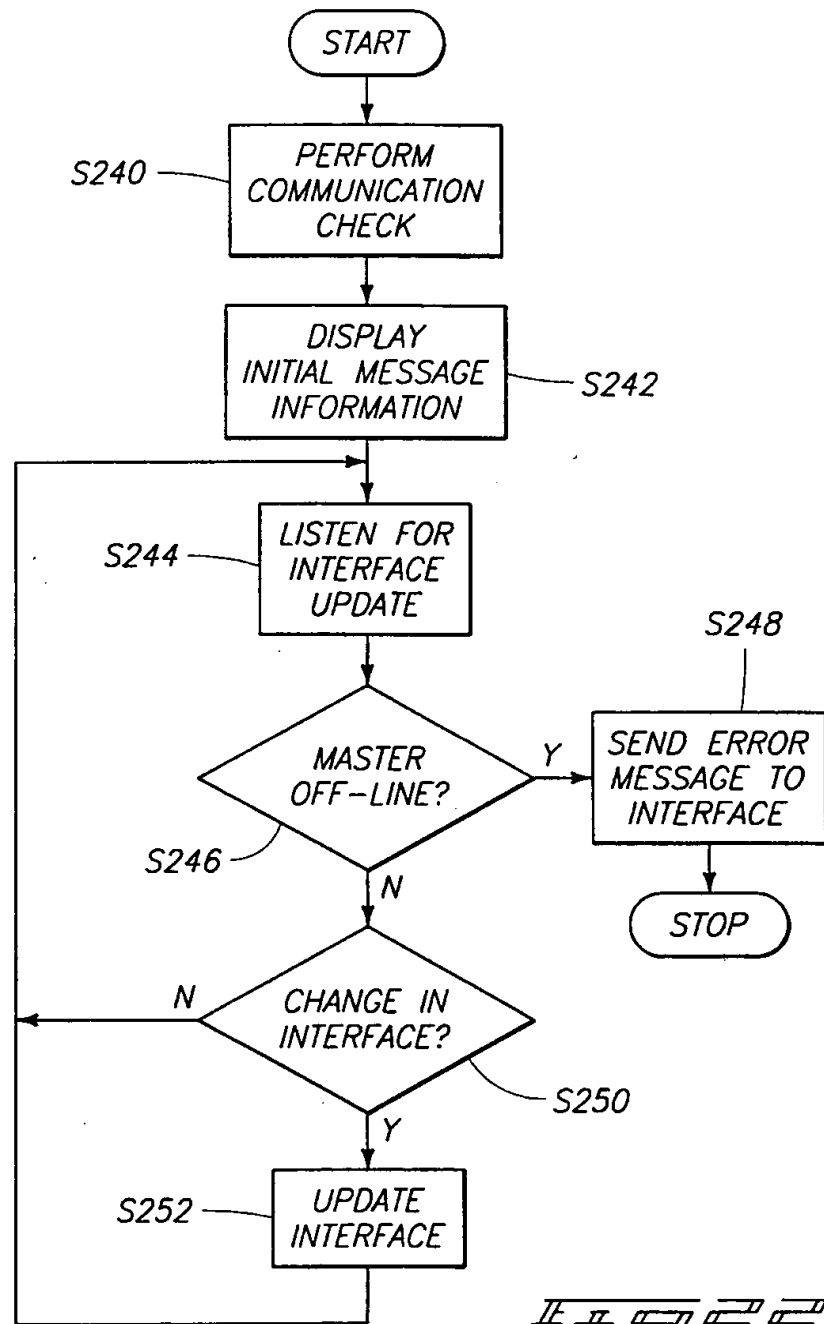 START
S240
PERFORM
COMMUNICATION
CHECK
DISPLAY
INITIAL MESSAGE
INFORMATION
S242
S244
LISTEN FOR
INTERFACE
UPDATE
S248
MASTER
OFF-LINE?
Y
SEND ERROR
MESSAGE TO
INTERFACE
S246
N
STOP
N
CHANGE IN
INTERFACE?
S250
Y
S252
UPDATE
INTERFACE